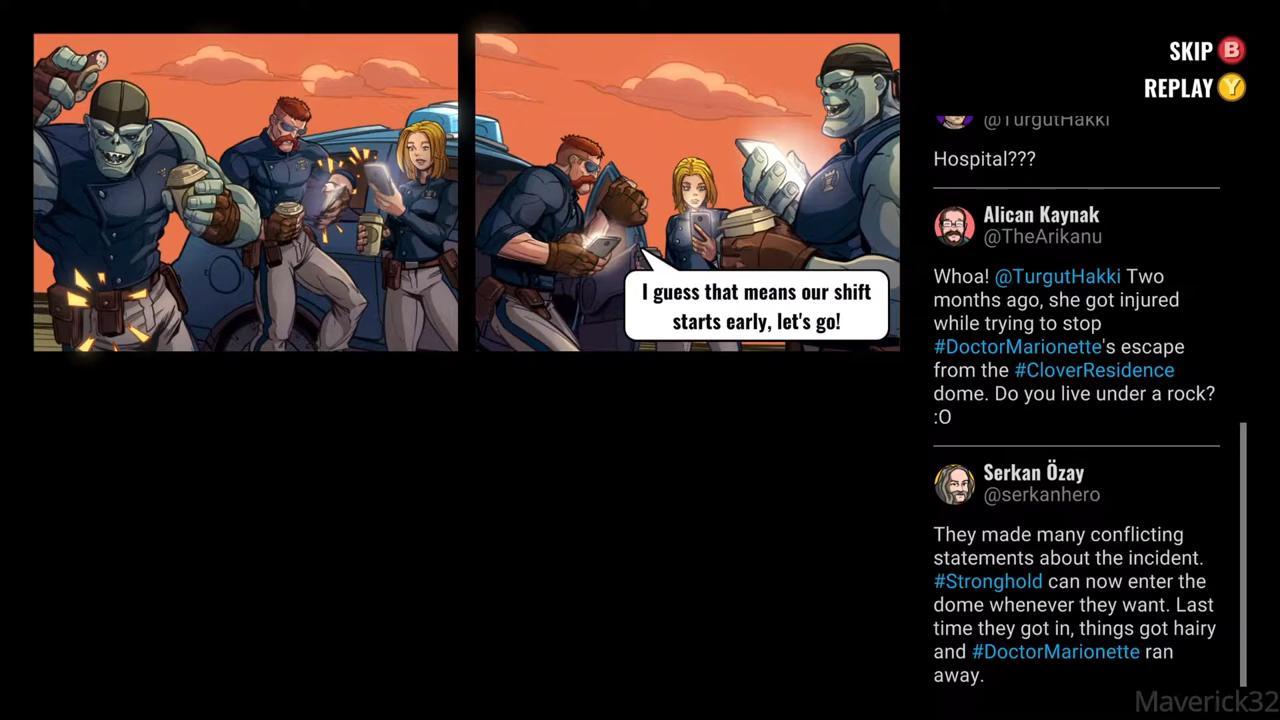 I guess that means our shift
starts early, let's go!
SKIP B
REPLAY Y
@TurgutHakki
Hospital???
Alican Kaynak
@TheArikanu
Whoa! @TurgutHakki Two
months ago, she got injured
while trying to stop
#DoctorMarionette's escape
from the #CloverResidence
dome. Do you live under a rock?
:O
Serkan Özay
@serkanhero
They made many conflicting
statements about the incident.
#Stronghold can now enter the
dome whenever they want. Last
time they got in, things got hairy
and #DoctorMarionette ran
away.
Maverick32